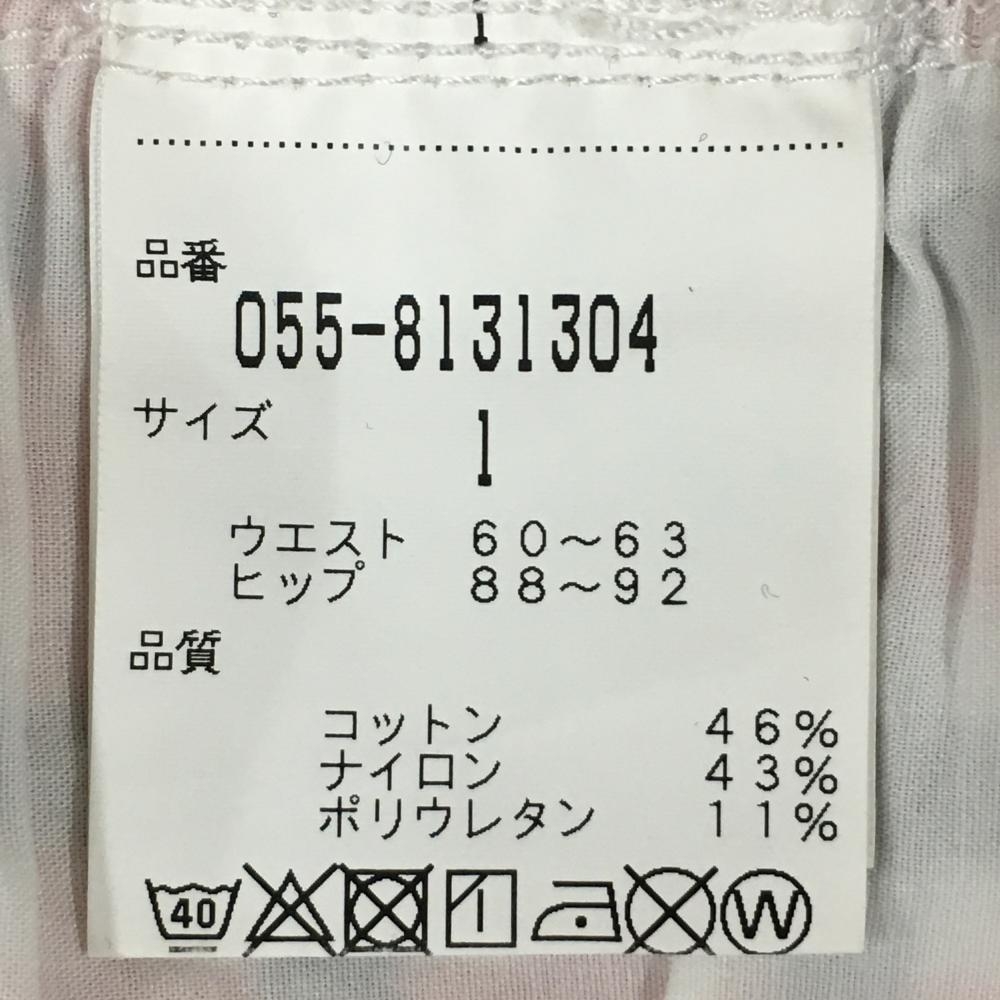 1
品番
055-8131304
サイズ
1
ウエスト 60〜63
ヒップ 88〜92
品質
コットン 46%
ナイロン 43%
ポリウレタン 11%
40 W